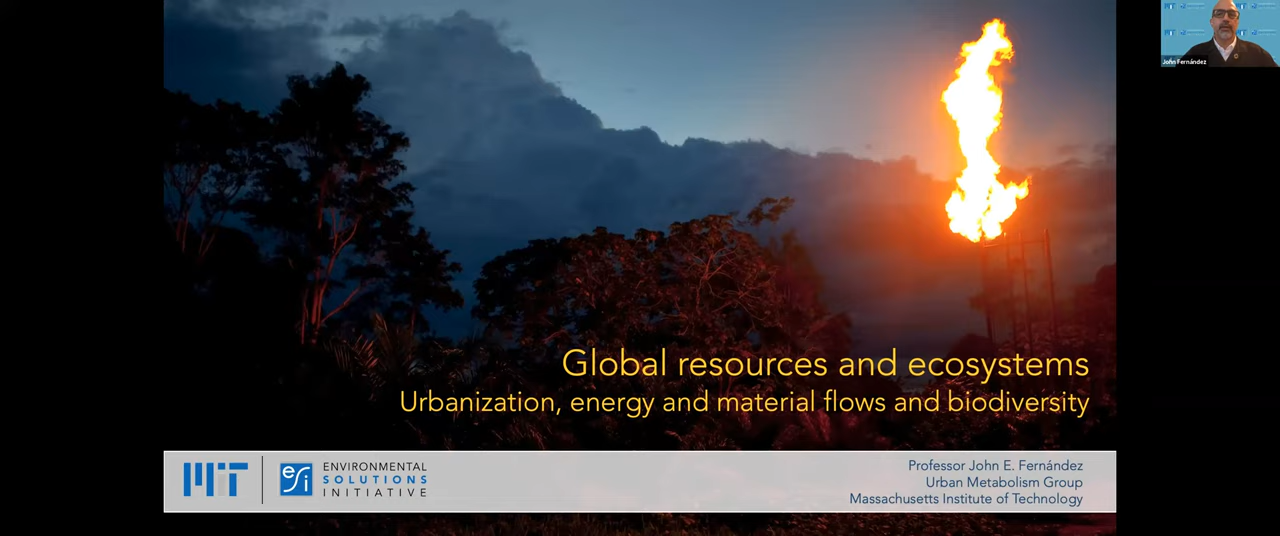 John Fernández
Global resources and ecosystems
Urbanization, energy and material flows and biodiversity
MIT
esi
ENVIRONMENTAL
SOLUTIONS
INITIATIVE
Professor John E. Fernández
Urban Metabolism Group
Massachusetts Institute of Technology